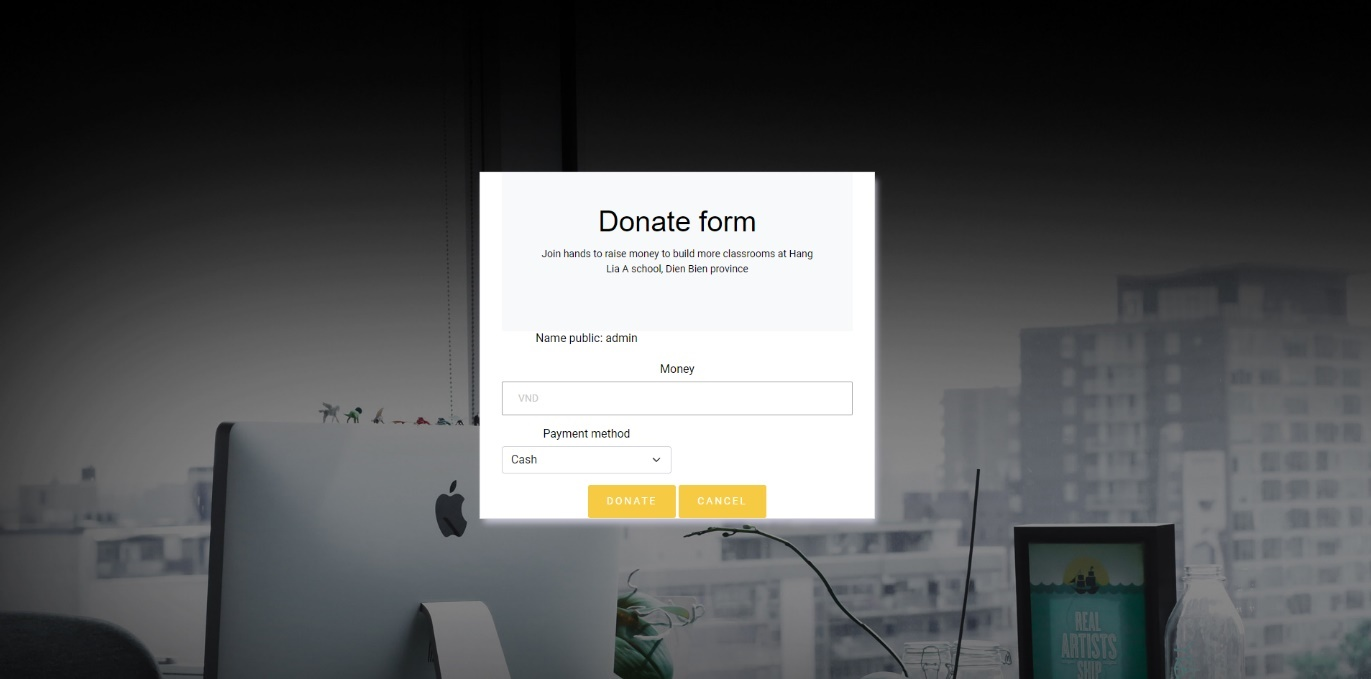 Donate form
Join hands to raise money to build more classrooms at Hang
Lia A school, Dien Bien province
Name public: admin
Money
VND
Payment method
Cash
DONATE CANCEL
REAL
ARTISTS
SHIP